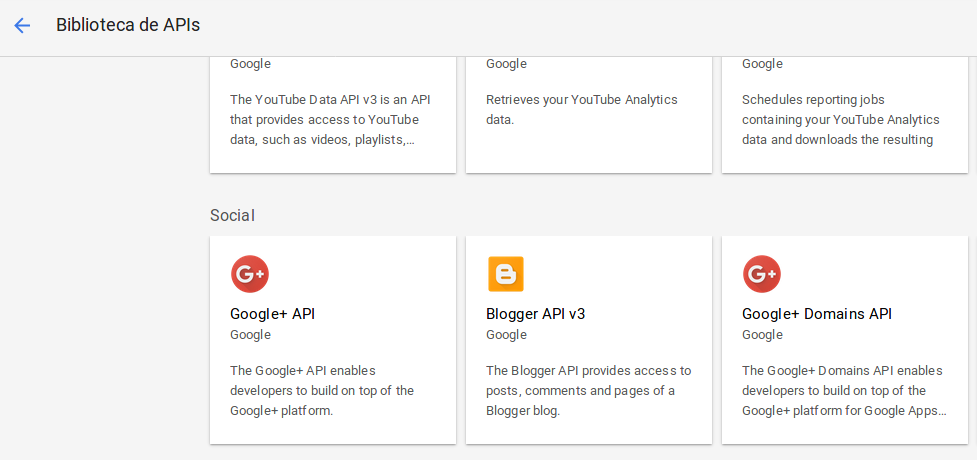 Biblioteca de APIs
Google
The YouTube Data API v3 is an API
that provides access to YouTube
data, such as videos, playlists,...
Google
Retrieves your YouTube Analytics
data.
Google
Schedules reporting jobs
containing your YouTube Analytics
data and downloads the resulting
Social
G+
Google+ API
Google
The Google+ API enables
developers to build on top of the
Google+ platform.
Blogger API v3
Google
The Blogger API provides access to
posts, comments and pages of a
Blogger blog.
G+
Google+ Domains API
Google
The Google+ Domains API enables
developers to build on top of the
Google+ platform for Google Apps...